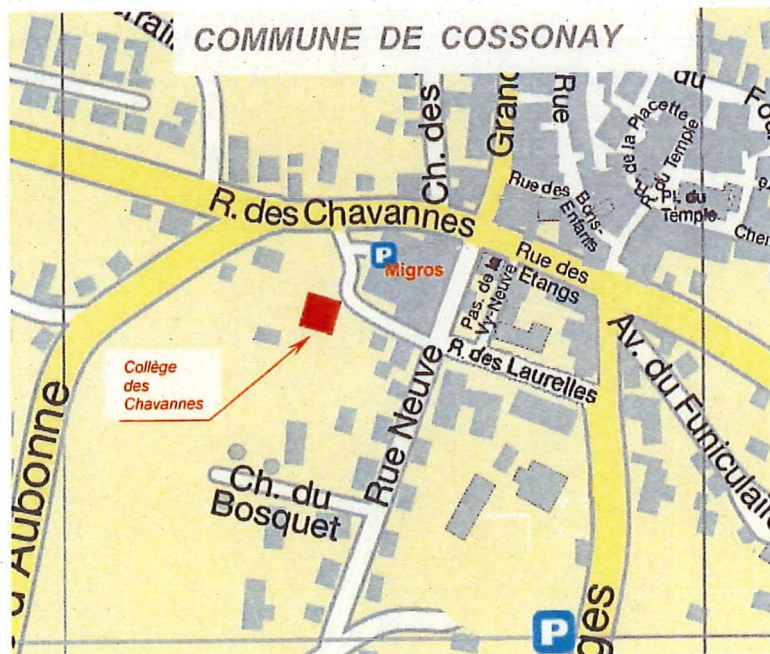 COMMUNE DE COSSONAY
R. des Chavannes
Ch. des
Rue
du
de la Placette
du Temple
Rue des
Bons-
Enfants
Pl. du
Temple
P
Migros
Rue des
Etangs
Pas. de la
Vy-Neuve
R. des Laurelles
Av. du Funiculaire
Collège
des
Chavannes
Rue Neuve
Ch. du
Bosquet
d'Aubonne
P